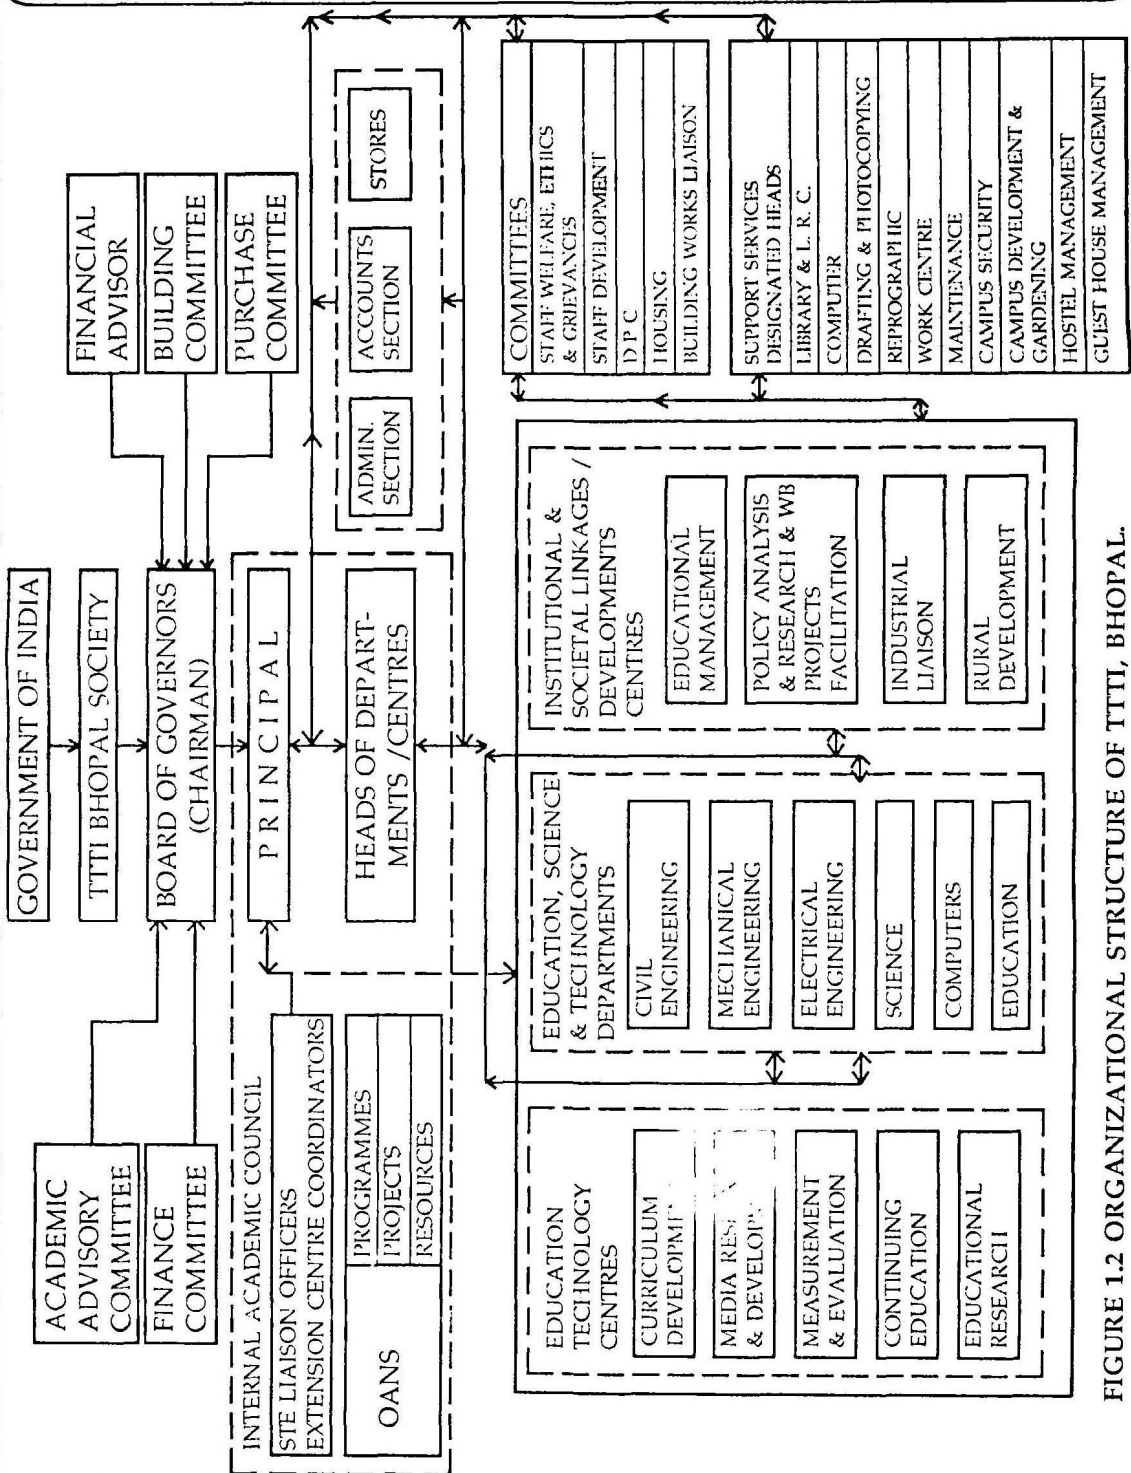 GOVERNMENT OF INDIA
TTTI BHOPAL SOCIETY
BOARD OF GOVERNORS
(CHAIRMAN)
ACADEMIC
ADVISORY
COMMITTEE
FINANCE
COMMITTEE
FINANCIAL
ADVISOR
BUILDING
COMMITTEE
PURCHASE
COMMITTEE
INTERNAL ACADEMIC COUNCIL
STE LIAISON OFFICERS
EXTENSION CENTRE COORDINATORS
PROGRAMMES
PROJECTS
RESOURCES
PRINCIPAL
HEADS OF DEPART-
MENTS /CENTRES
ADMIN.
SECTION
ACCOUNTS
SECTION
STORES
EDUCATION
TECHNOLOGY
CENTRES
CURRICULUM
MEDIA
& DEVELOP
MEASUREMENT
& EVALUATION
CONTINUING
EDUCATION
EDUCATIONAL
RESEARCH
EDUCATION, SCIENCE
& TECHNOLOGY
DEPARTMENTS
CIVIL
ENGINEERING
MECHANICAL
ENGINEERING
ELECTRICAL
ENGINEERING
SCIENCE
COMPUTERS
EDUCATION
INSTITUTIONAL &
SOCIETAL LINKAGES /
DEVELOPMENTS
CENTRES
EDUCATIONAL
MANAGEMENT
POLICY ANALYSIS
& RESEARCH & WB
PROJECTS
FACILITATION
INDUSTRIAL
LIAISON
RURAL
DEVELOPMENT
COMMITTEES
STAFF WELFARE, ETHICS
& GRIEVANCES
STAFF DEVELOPMENT
D P C
HOUSING
BUILDING WORKS LIAISON
SUPPORT SERVICES
DESIGNATED HEADS
LIBRARY & L. R. C.
COMPUTER
DRAFTING & PHOTOCOPYING
REPROGRAPHIC
WORK CENTRE
MAINTENANCE
CAMPUS SECURITY
CAMPUS DEVELOPMENT &
GARDENING
HOSTEL MANAGEMENT
GUEST HOUSE MANAGEMENT
FIGURE 1.2 ORGANIZATIONAL STRUCTURE OF TTTI, BHOPAL.